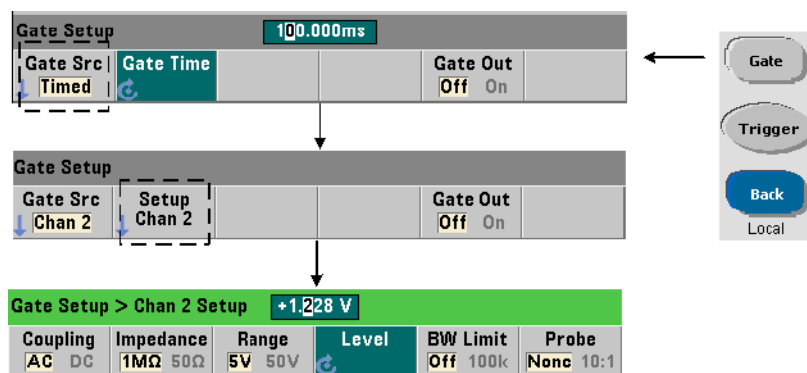 Gate Setup 100.000ms
Gate Src Gate Time Gate Out
Timed Off On
Gate
Trigger
Back
Local
Gate Setup
Gate Src Setup Gate Out
Chan 2 Chan 2 Off On
Gate Setup > Chan 2 Setup +1.228 V
Coupling Impedance Range Level BW Limit Probe
AC DC 1MΩ 50Ω 5V 50V Off 100k None 10:1